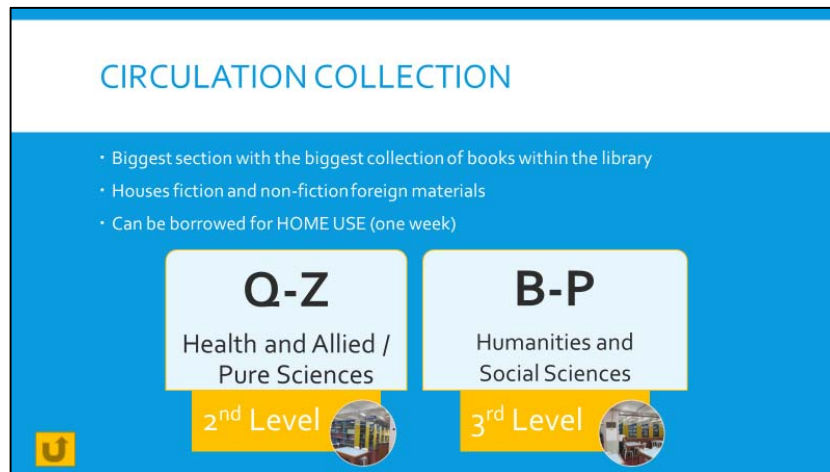 CIRCULATION COLLECTION
▪ Biggest section with the biggest collection of books within the library
▪ Houses fiction and non-fiction foreign materials
▪ Can be borrowed for HOME USE (one week)
Q-Z
Health and Allied /
Pure Sciences
2nd Level
B-P
Humanities and
Social Sciences
3rd Level